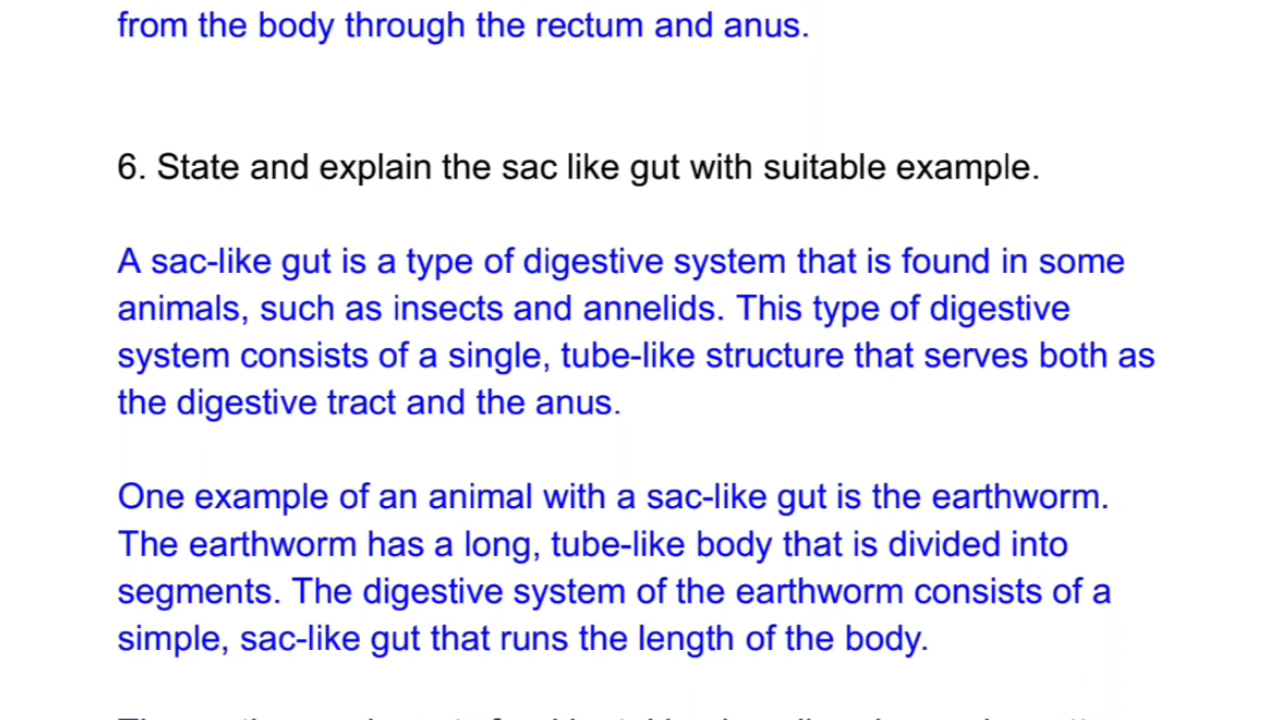 from the body through the rectum and anus.
6. State and explain the sac like gut with suitable example.
A sac-like gut is a type of digestive system that is found in some
animals, such as insects and annelids. This type of digestive
system consists of a single, tube-like structure that serves both as
the digestive tract and the anus.
One example of an animal with a sac-like gut is the earthworm.
The earthworm has a long, tube-like body that is divided into
segments. The digestive system of the earthworm consists of a
simple, sac-like gut that runs the length of the body.